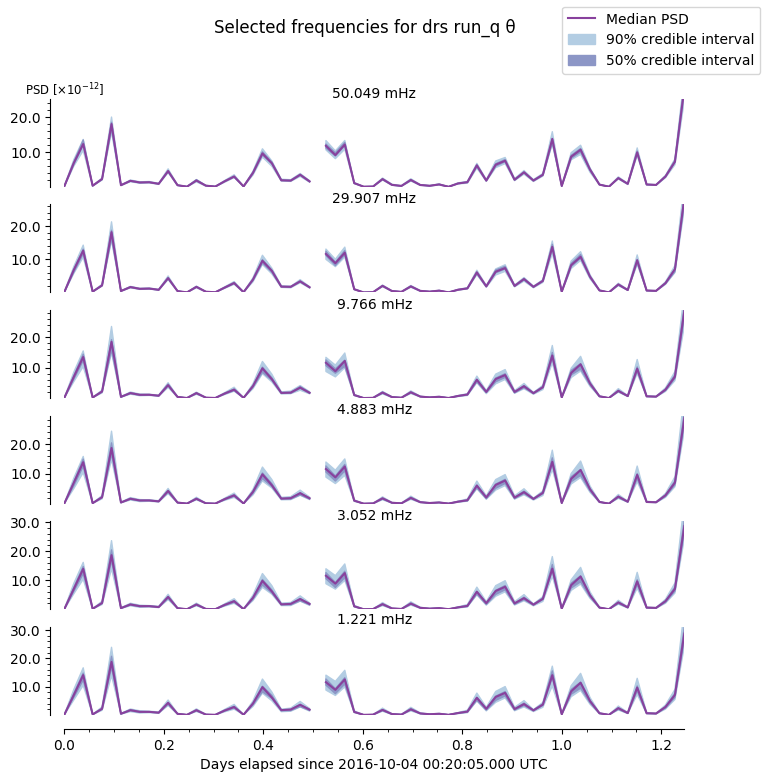 Selected frequencies for drs run_q θ
Median PSD
90% credible interval
50% credible interval
PSD [×10⁻¹²]
50.049 mHz
20.0
10.0
29.907 mHz
20.0
10.0
9.766 mHz
20.0
10.0
4.883 mHz
20.0
10.0
3.052 mHz
30.0
20.0
10.0
1.221 mHz
30.0
20.0
10.0
0.0 0.2 0.4 0.6 0.8 1.0 1.2
Days elapsed since 2016-10-04 00:20:05.000 UTC